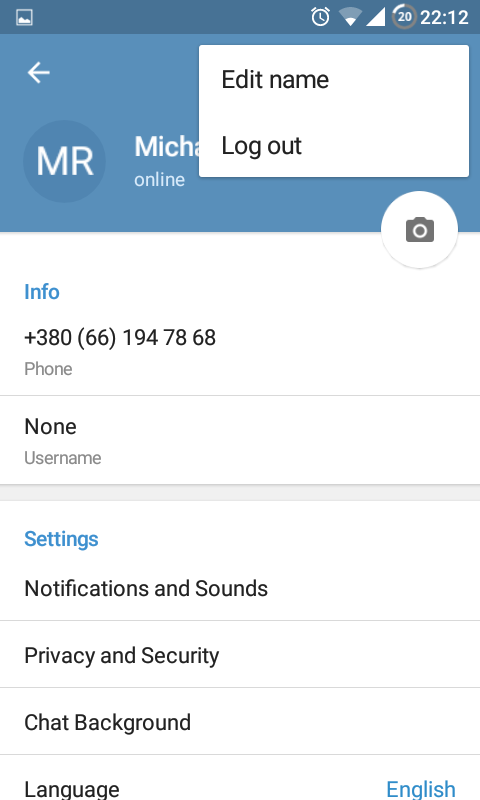 20 22:12
Edit name
Log out
MR
online
Info
+380 (66) 194 78 68
Phone
None
Username
Settings
Notifications and Sounds
Privacy and Security
Chat Background
Language English